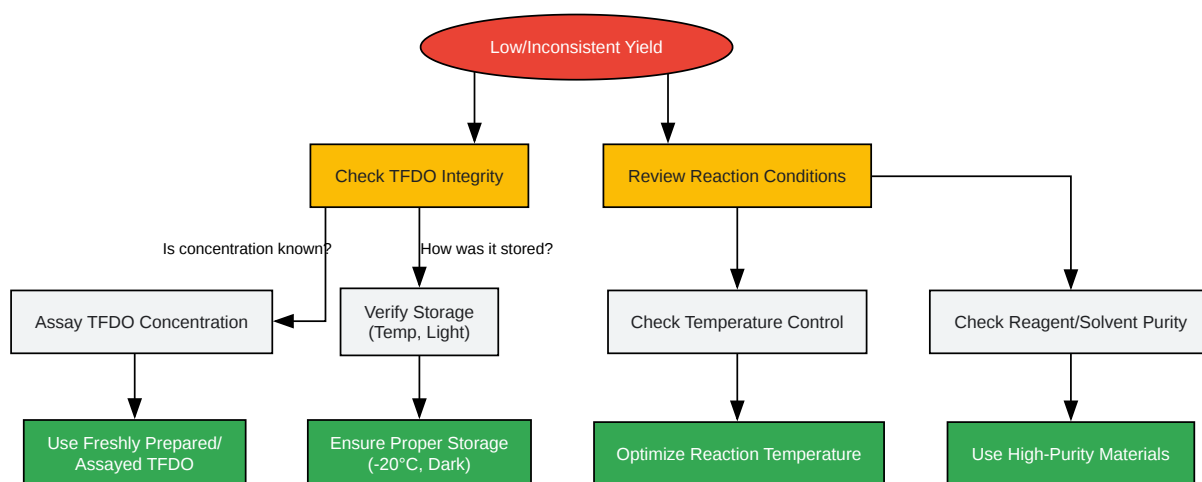 Low/Inconsistent Yield
Check TFDO Integrity
Review Reaction Conditions
Is concentration known?
How was it stored?
Assay TFDO Concentration
Verify Storage
(Temp, Light)
Check Temperature Control
Check Reagent/Solvent Purity
Use Freshly Prepared/
Assayed TFDO
Ensure Proper Storage
(-20°C, Dark)
Optimize Reaction Temperature
Use High-Purity Materials